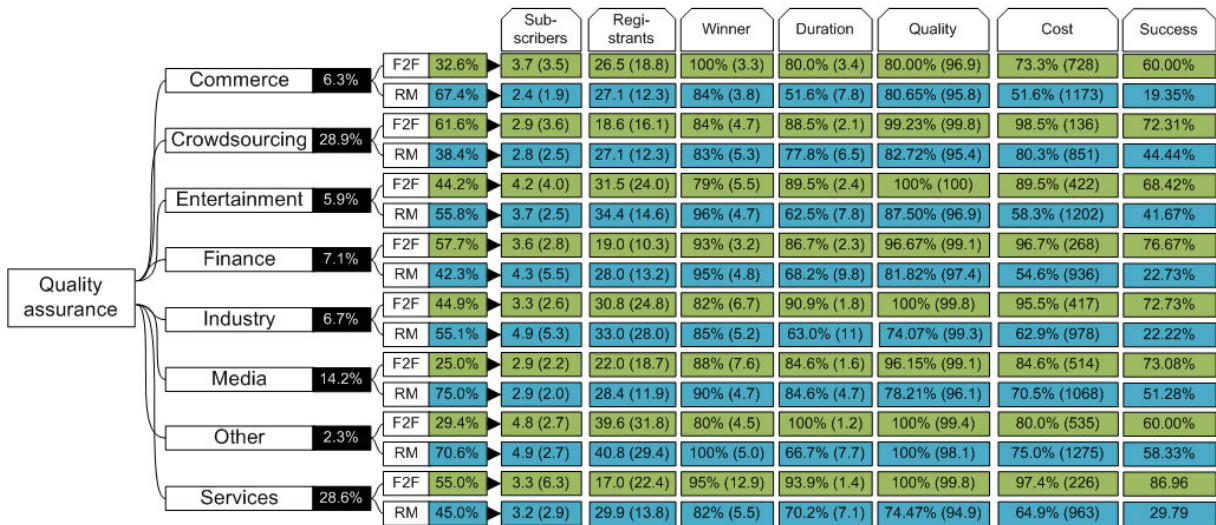 Sub-
scribers
Regi-
strants
Winner
Duration
Quality
Cost
Success
Quality
assurance
Commerce 6.3%
F2F 32.6% 3.7 (3.5) 26.5 (18.8) 100% (3.3) 80.0% (3.4) 80.00% (96.9) 73.3% (728) 60.00%
RM 67.4% 2.4 (1.9) 27.1 (12.3) 84% (3.8) 51.6% (7.8) 80.65% (95.8) 51.6% (1173) 19.35%
Crowdsourcing 28.9%
F2F 61.6% 2.9 (3.6) 18.6 (16.1) 84% (4.7) 88.5% (2.1) 99.23% (99.8) 98.5% (136) 72.31%
RM 38.4% 2.8 (2.5) 27.1 (12.3) 83% (5.3) 77.8% (6.5) 82.72% (95.4) 80.3% (851) 44.44%
Entertainment 5.9%
F2F 44.2% 4.2 (4.0) 31.5 (24.0) 79% (5.5) 89.5% (2.4) 100% (100) 89.5% (422) 68.42%
RM 55.8% 3.7 (2.5) 34.4 (14.6) 96% (4.7) 62.5% (7.8) 87.50% (96.9) 58.3% (1202) 41.67%
Finance 7.1%
F2F 57.7% 3.6 (2.8) 19.0 (10.3) 93% (3.2) 86.7% (2.3) 96.67% (99.1) 96.7% (268) 76.67%
RM 42.3% 4.3 (5.5) 28.0 (13.2) 95% (4.8) 68.2% (9.8) 81.82% (97.4) 54.6% (936) 22.73%
Industry 6.7%
F2F 44.9% 3.3 (2.6) 30.8 (24.8) 82% (6.7) 90.9% (1.8) 100% (99.8) 95.5% (417) 72.73%
RM 55.1% 4.9 (5.3) 33.0 (28.0) 85% (5.2) 63.0% (11) 74.07% (99.3) 62.9% (978) 22.22%
Media 14.2%
F2F 25.0% 2.9 (2.2) 22.0 (18.7) 88% (7.6) 84.6% (1.6) 96.15% (99.1) 84.6% (514) 73.08%
RM 75.0% 2.9 (2.0) 28.4 (11.9) 90% (4.7) 84.6% (4.7) 78.21% (96.1) 70.5% (1068) 51.28%
Other 2.3%
F2F 29.4% 4.8 (2.7) 39.6 (31.8) 80% (4.5) 100% (1.2) 100% (99.4) 80.0% (535) 60.00%
RM 70.6% 4.9 (2.7) 40.8 (29.4) 100% (5.0) 66.7% (7.7) 100% (98.1) 75.0% (1275) 58.33%
Services 28.6%
F2F 55.0% 3.3 (6.3) 17.0 (22.4) 95% (12.9) 93.9% (1.4) 100% (99.8) 97.4% (226) 86.96
RM 45.0% 3.2 (2.9) 29.9 (13.8) 82% (5.5) 70.2% (7.1) 74.47% (94.9) 64.9% (963) 29.79